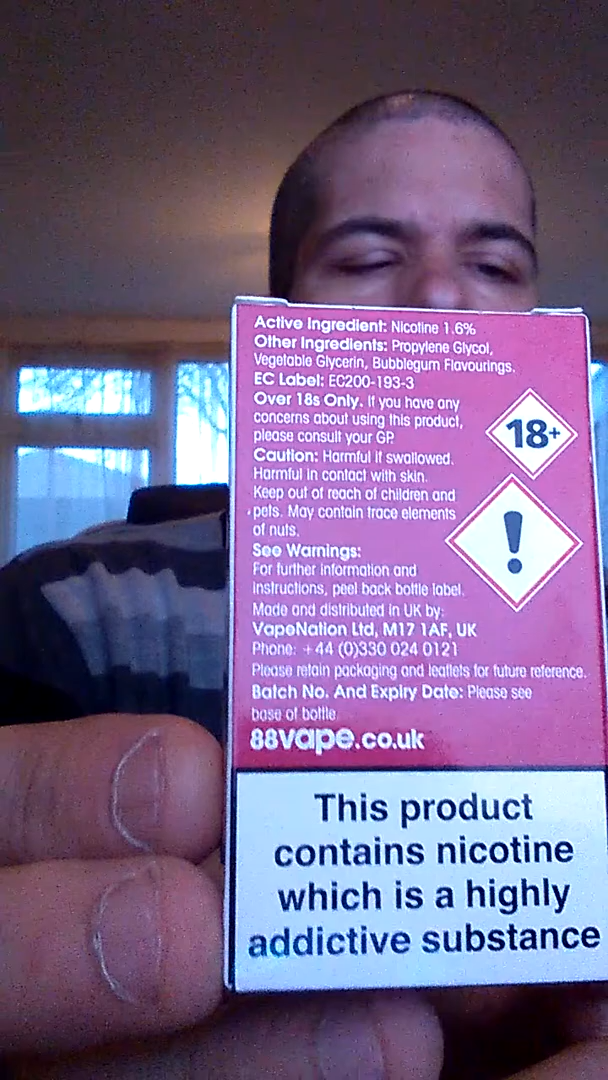 Active Ingredient: Nicotine 1.6%
Other Ingredients: Propylene Glycol,
Vegetable Glycerin, Bubblegum Flavourings.
EC Label: EC200-193-3
Over 18s Only. If you have any
concerns about using this product,
please consult your GP.
18+
Caution: Harmful if swallowed.
Harmful in contact with skin.
Keep out of reach of children and
pets. May contain trace elements
of nuts.
!
See Warnings:
For further information and
instructions, peel back bottle label.
Made and distributed in UK by:
VapeNation Ltd, M17 1AF, UK
Phone: +44 (0)330 024 0121
Please retain packaging and leaflets for future reference.
Batch No. And Expiry Date: Please see
base of bottle
88vape.co.uk
This product
contains nicotine
which is a highly
addictive substance